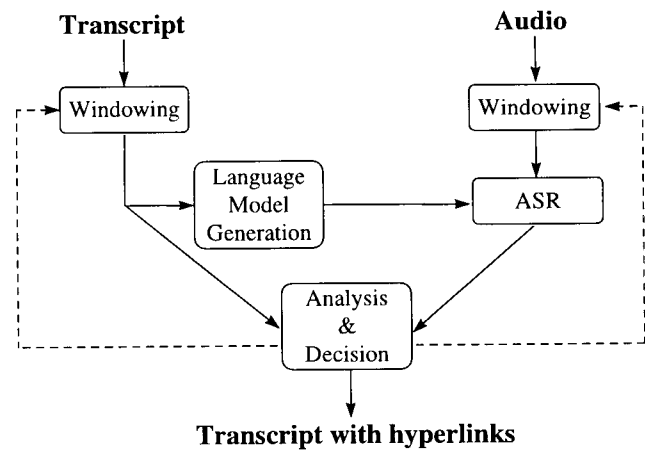 Transcript
Audio
Windowing
Windowing
Language
Model
Generation
ASR
Analysis
&
Decision
Transcript with hyperlinks